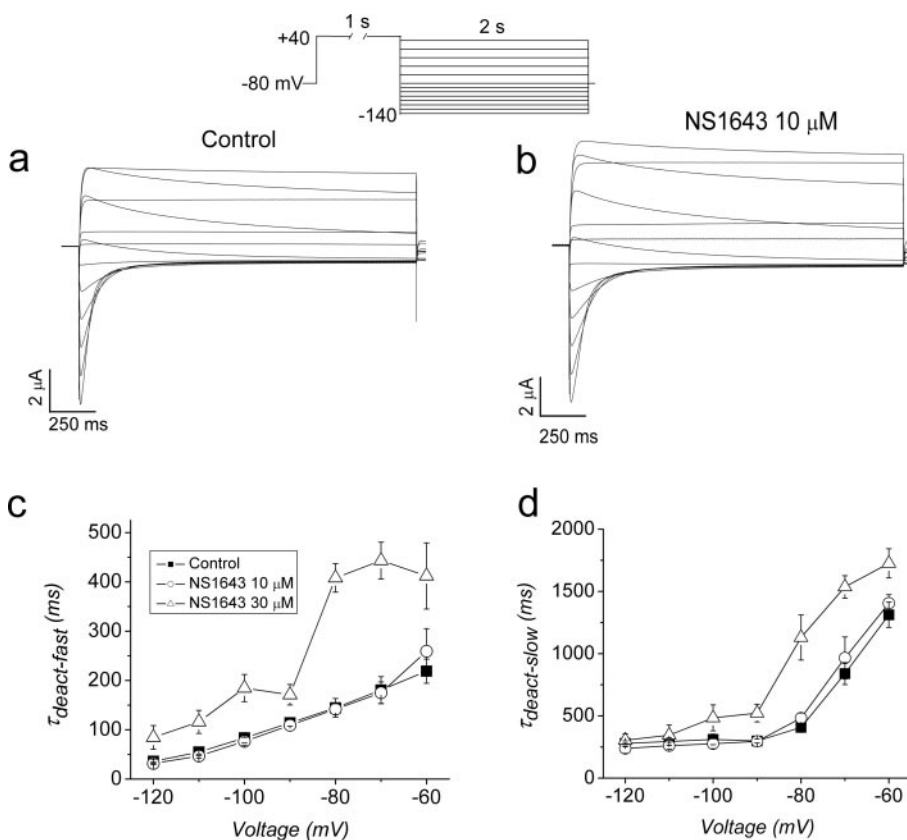 1 s
2 s
+40
-80 mV
-140
a
Control
b
NS1643 10 μM
2 μA
250 ms
2 μA
250 ms
c
τdeact-fast (ms)
500
400
300
200
100
0
Control
NS1643 10 μM
NS1643 30 μM
-120
-100
-80
-60
Voltage (mV)
d
τdeact-slow (ms)
2000
1500
1000
500
0
-120
-100
-80
-60
Voltage (mV)